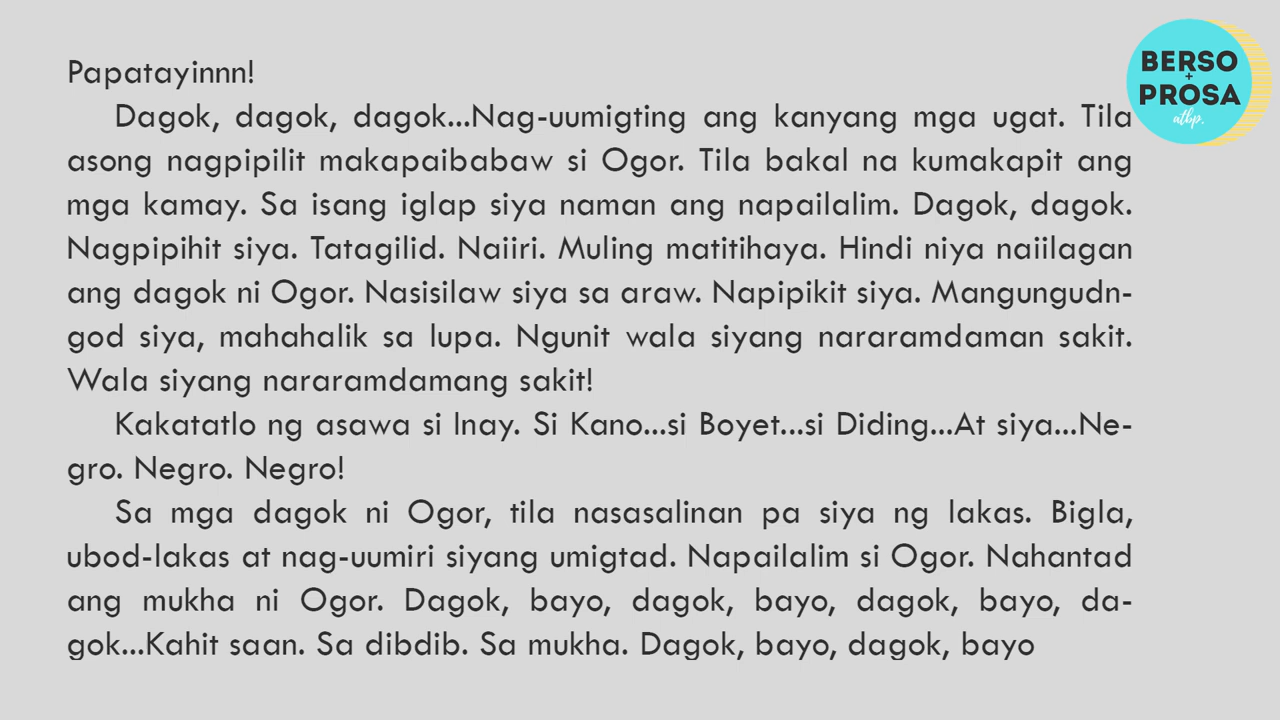 Papatayinnn!
Dagok, dagok, dagok...Nag-uumigting ang kanyang mga ugat. Tila
asong nagpipilit makapaibabaw si Ogor. Tila bakal na kumakapit ang
mga kamay. Sa isang iglap siya naman ang napailalim. Dagok, dagok.
Nagpipihit siya. Tatagilid. Naiiri. Muling matitihaya. Hindi niya naiilagan
ang dagok ni Ogor. Nasisilaw siya sa araw. Napipikit siya. Mangungudn-
god siya, mahahalik sa lupa. Ngunit wala siyang nararamdaman sakit.
Wala siyang nararamdamang sakit!
Kakatatlo ng asawa si Inay. Si Kano...si Boyet...si Diding...At siya...Ne-
gro. Negro. Negro!
Sa mga dagok ni Ogor, tila nasasalinan pa siya ng lakas. Bigla,
ubod-lakas at nag-uumiri siyang umigtad. Napailalim si Ogor. Nahantad
ang mukha ni Ogor. Dagok, bayo, dagok, bayo, dagok, bayo, da-
gok...Kahit saan. Sa dibdib. Sa mukha. Dagok, bayo, dagok, bayo
BERSO
+
PROSA
atbp.